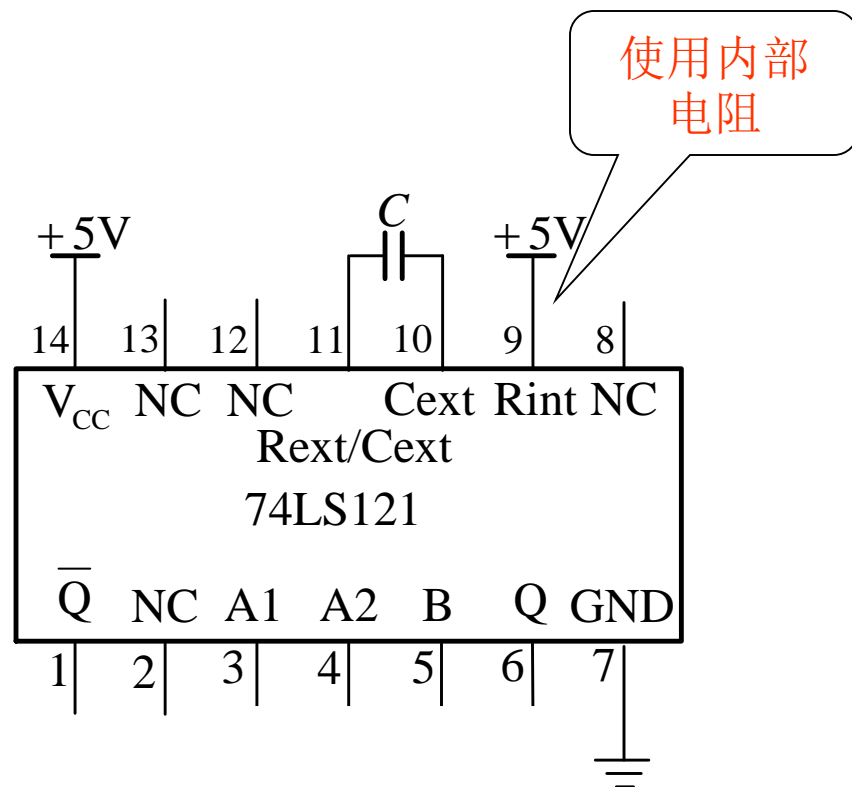 使用内部
电阻
C
+5V +5V
14 13 12 11 10 9 8
V_CC NC NC Cext Rint NC
Rext/Cext
74LS121
Q̅ NC A1 A2 B Q GND
1 2 3 4 5 6 7